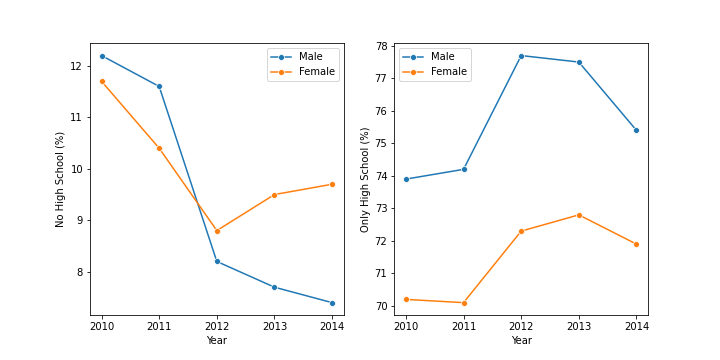 No High School (%)
12
11
10
9
8
Male
Female
2010 2011 2012 2013 2014
Year
Only High School (%)
78
77
76
75
74
73
72
71
70
Male
Female
2010 2011 2012 2013 2014
Year